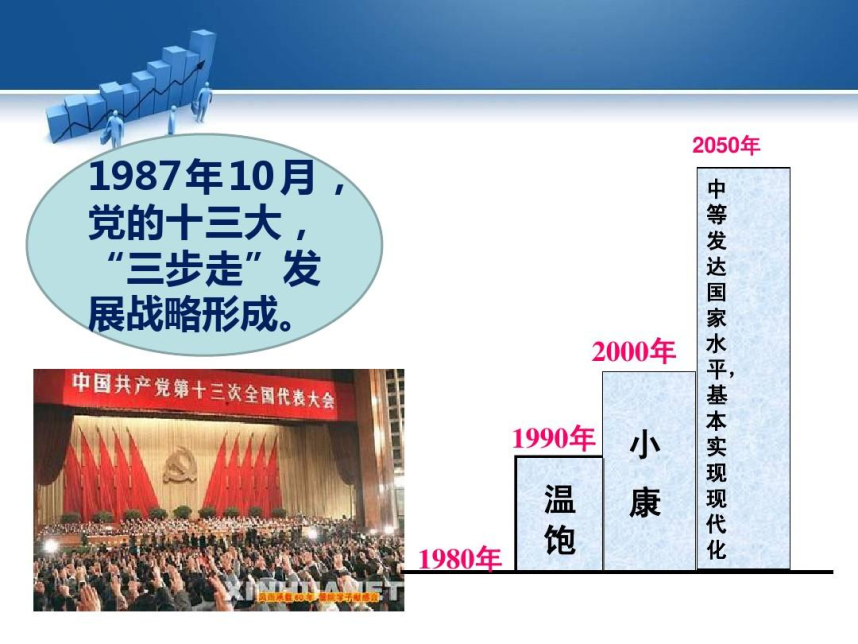 1987年10月，
党的十三大，
“三步走”发
展战略形成。
中国共产党第十三次全国代表大会
XINHUANET
1980年
1990年
温饱
2000年
小康
2050年
中等发达国家水平，基本实现现代化